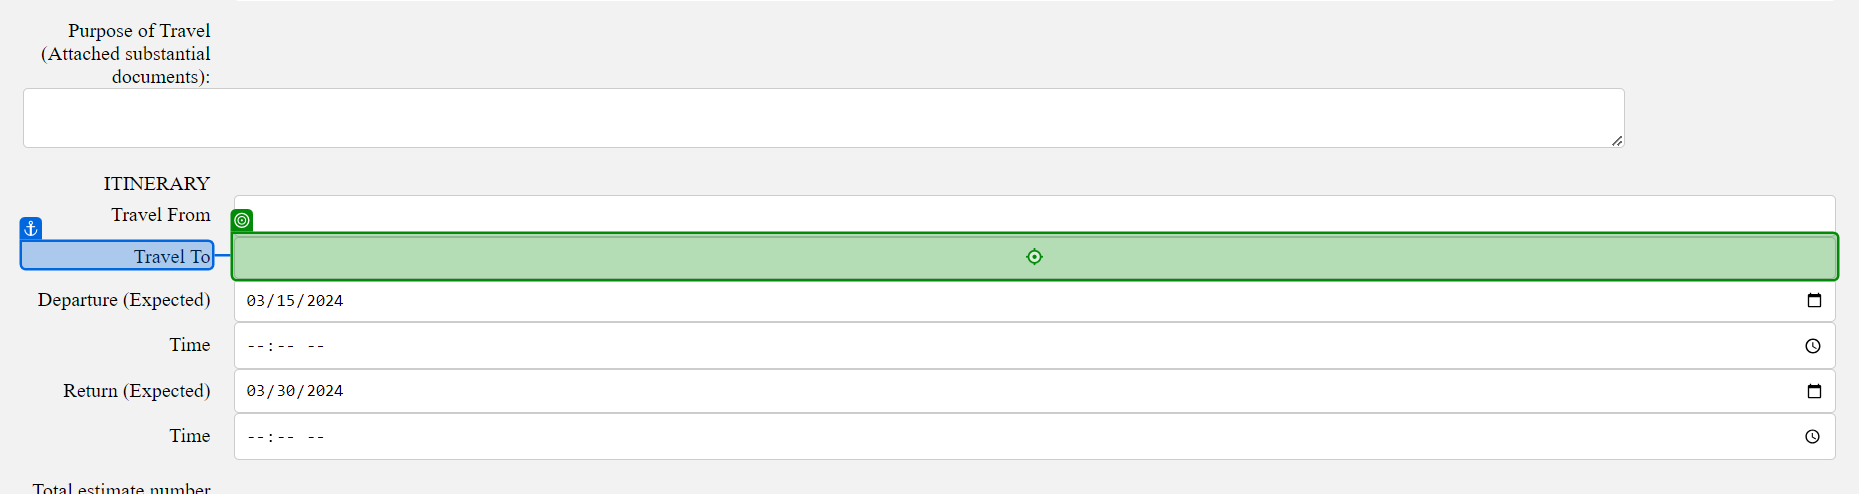 Purpose of Travel
(Attached substantial
documents):
ITINERARY
Travel From
Travel To
Departure (Expected) 03/15/2024
Time --:-- --
Return (Expected) 03/30/2024
Time --:-- --
Total estimate number